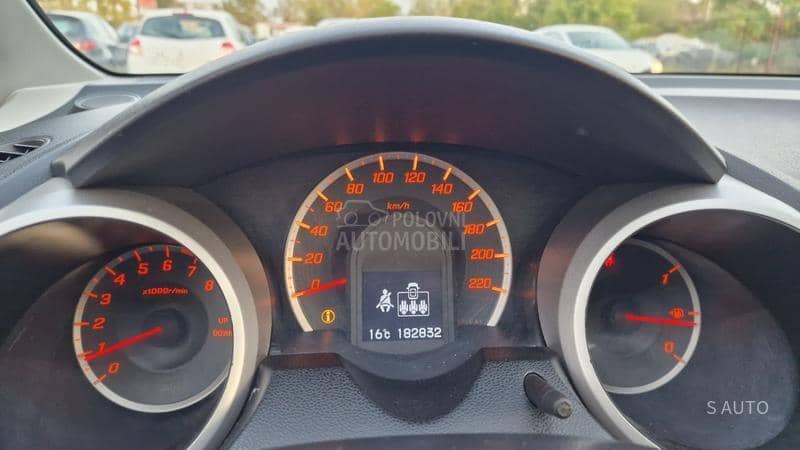 0 20 40 60 80 100 120 140 160 180 200 220
km/h
POLOVNI
AUTOMOBILI
0 1 2 3 4 5 6 7 8
x1000r/min
UP
DOWN
16°C 182832
1
0
S AUTO